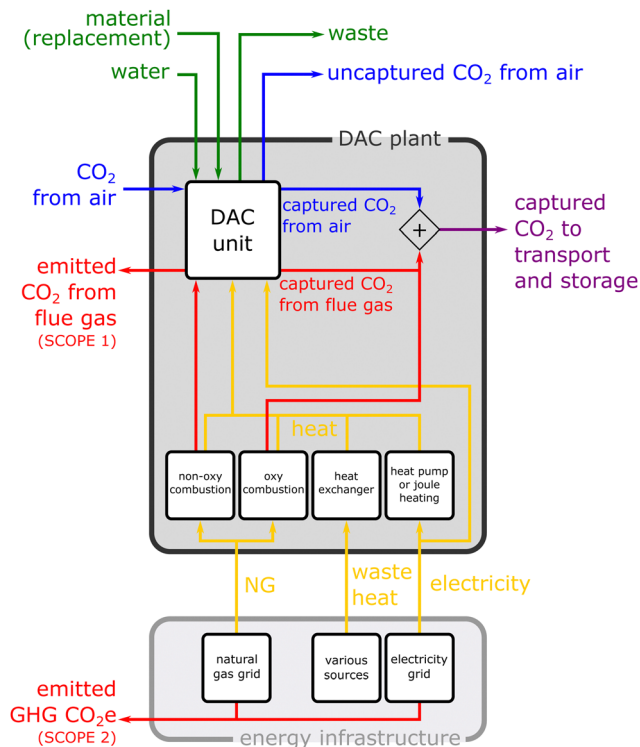 material
(replacement)
waste
water
uncaptured CO₂ from air
DAC plant
CO₂
from air
DAC
unit
captured CO₂
from air
+
captured
CO₂ to
transport
and storage
emitted
CO₂ from
flue gas
(SCOPE 1)
captured CO₂
from flue gas
heat
non-oxy
combustion
oxy
combustion
heat
exchanger
heat pump
or joule
heating
NG
waste
heat
electricity
natural
gas grid
various
sources
electricity
grid
emitted
GHG CO₂e
(SCOPE 2)
energy infrastructure